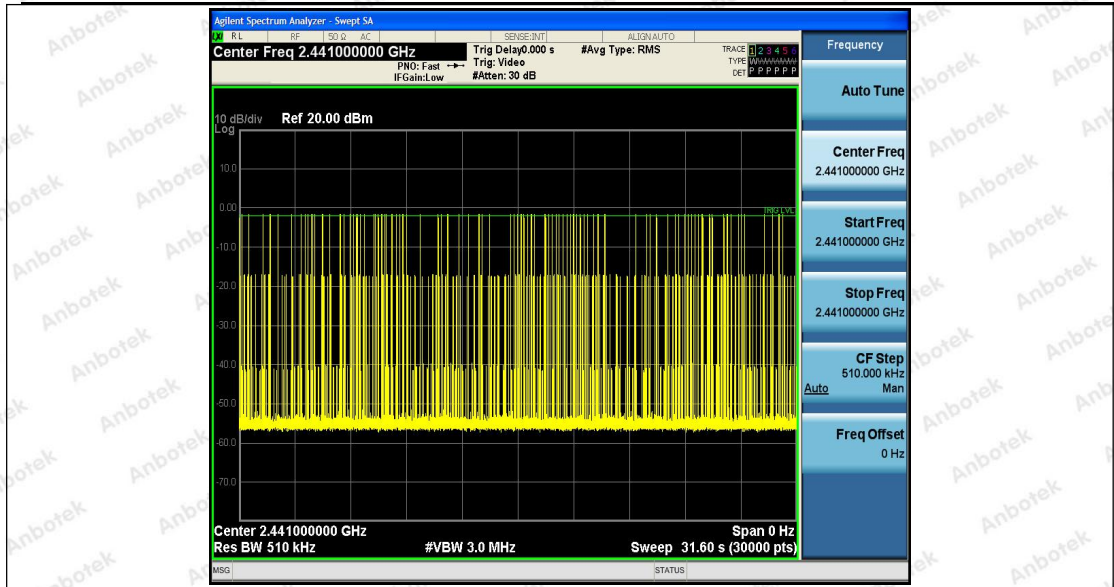 Agilent Spectrum Analyzer - Swept SA
RL RF 50 Ω AC SENSE:INT ALIGNAUTO
Center Freq 2.441000000 GHz
PNO: Fast
IFGain:Low
Trig Delay0.000 s
Trig: Video
#Atten: 30 dB
#Avg Type: RMS
TRACE 1 2 3 4 5 6
TYPE
DET P P P P P P
10 dB/div
Log
Ref 20.00 dBm
10.0
0.00
TRIG LVL
-10.0
-20.0
-30.0
-40.0
-50.0
-60.0
-70.0
Center 2.441000000 GHz
Span 0 Hz
Res BW 510 kHz
#VBW 3.0 MHz
Sweep 31.60 s (30000 pts)
MSG
STATUS
Frequency
Auto Tune
Center Freq
2.441000000 GHz
Start Freq
2.441000000 GHz
Stop Freq
2.441000000 GHz
CF Step
510.000 kHz
Auto Man
Freq Offset
0 Hz
Anbotek